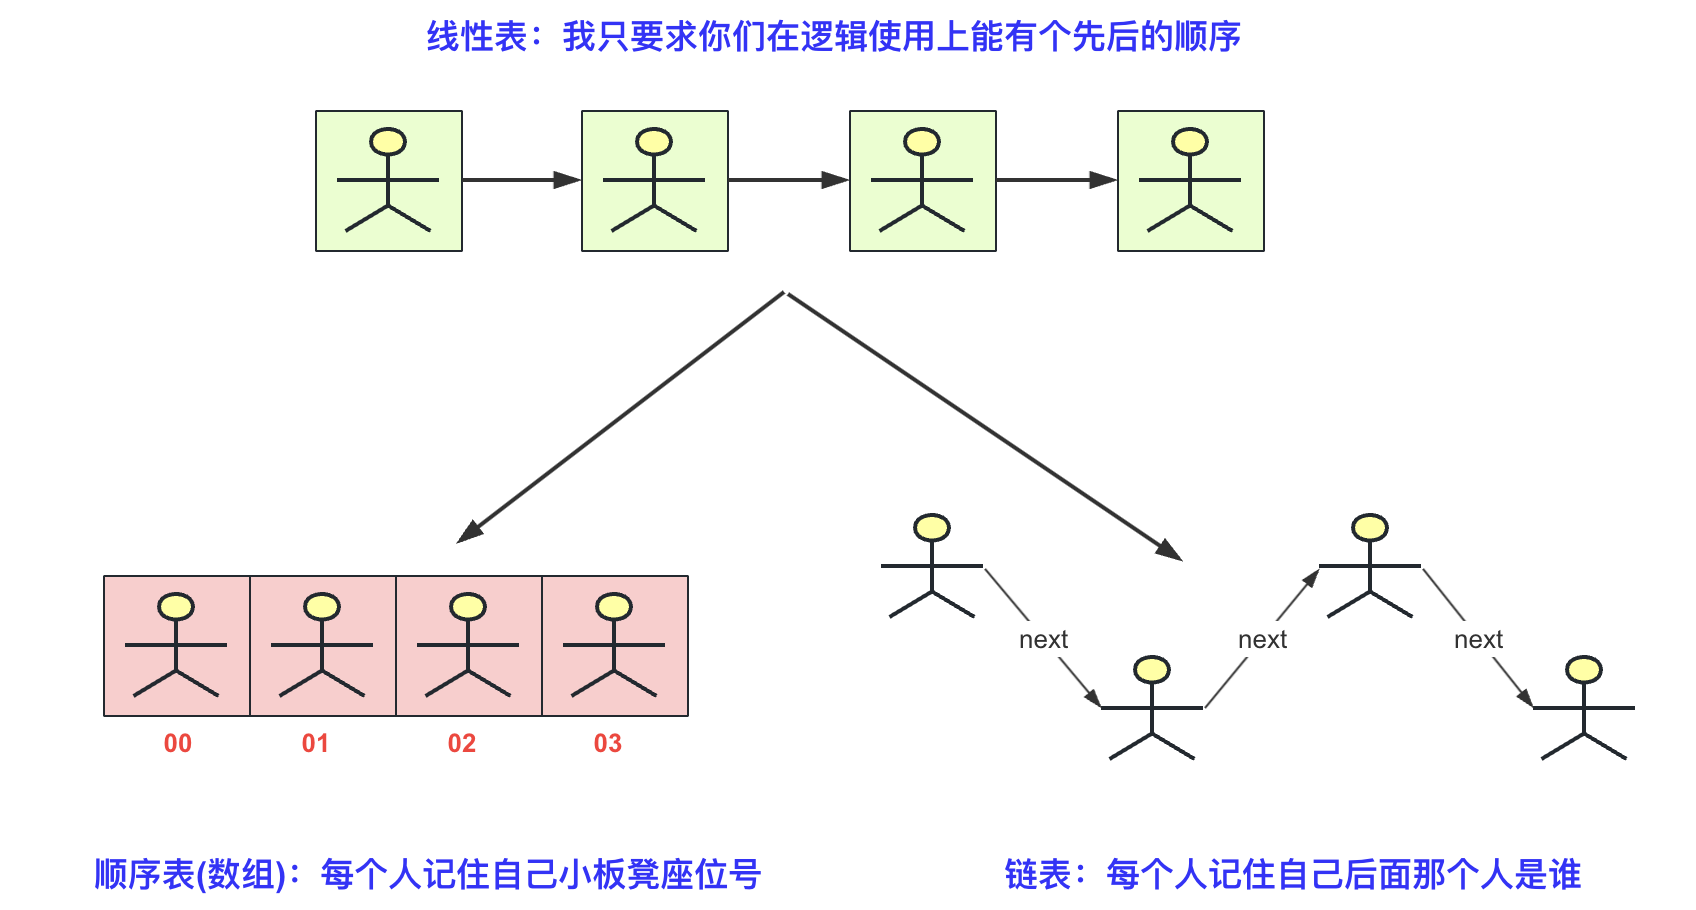 线性表：我只要求你们在逻辑使用上能有个先后的顺序
next
next
next
00
01
02
03
顺序表(数组)：每个人记住自己小板凳座位号
链表：每个人记住自己后面那个人是谁